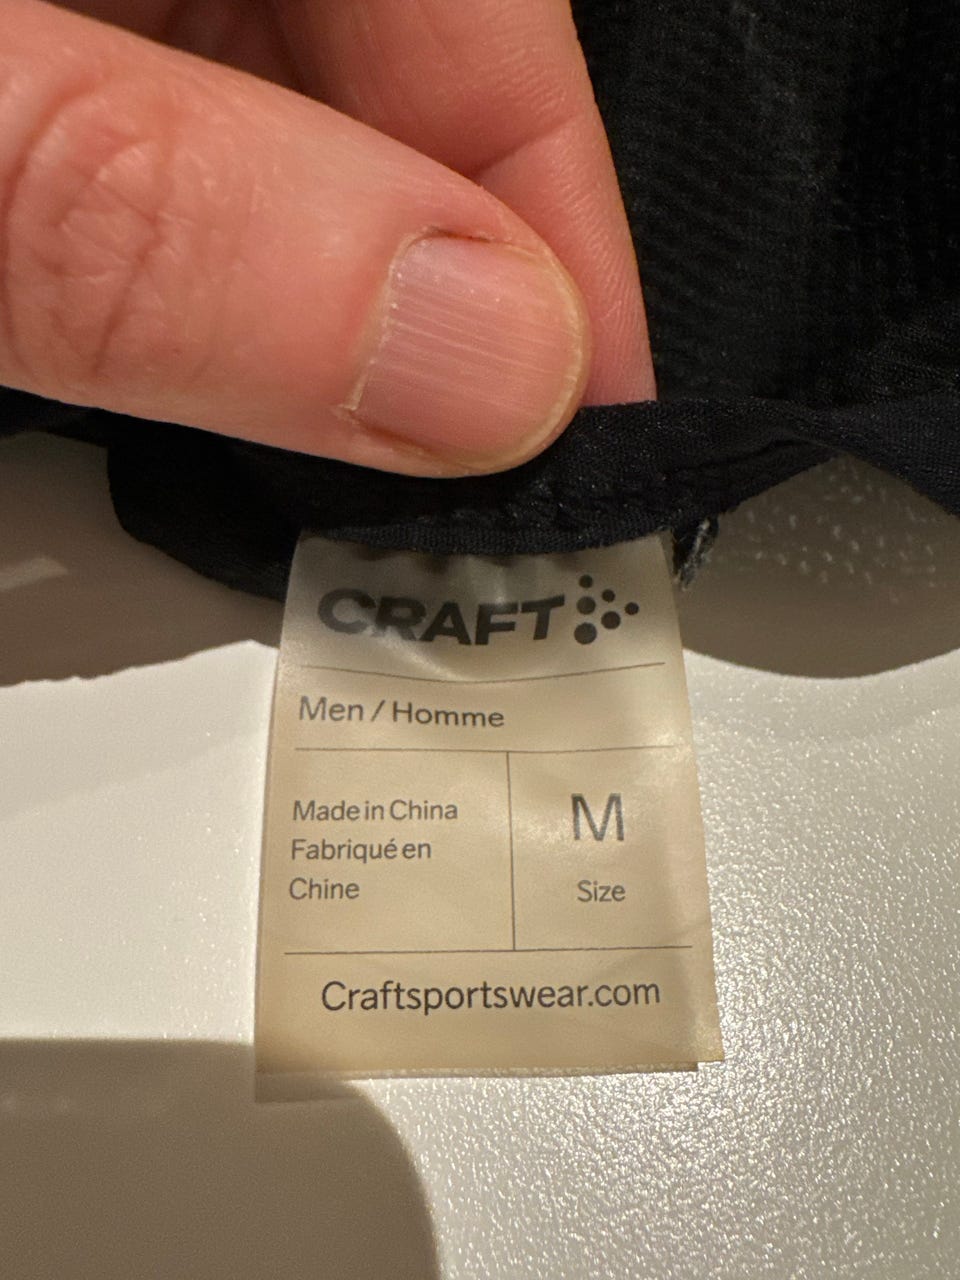 CRAFT
Men / Homme
Made in China
Fabriqué en
Chine
M
Size
Craftsportswear.com